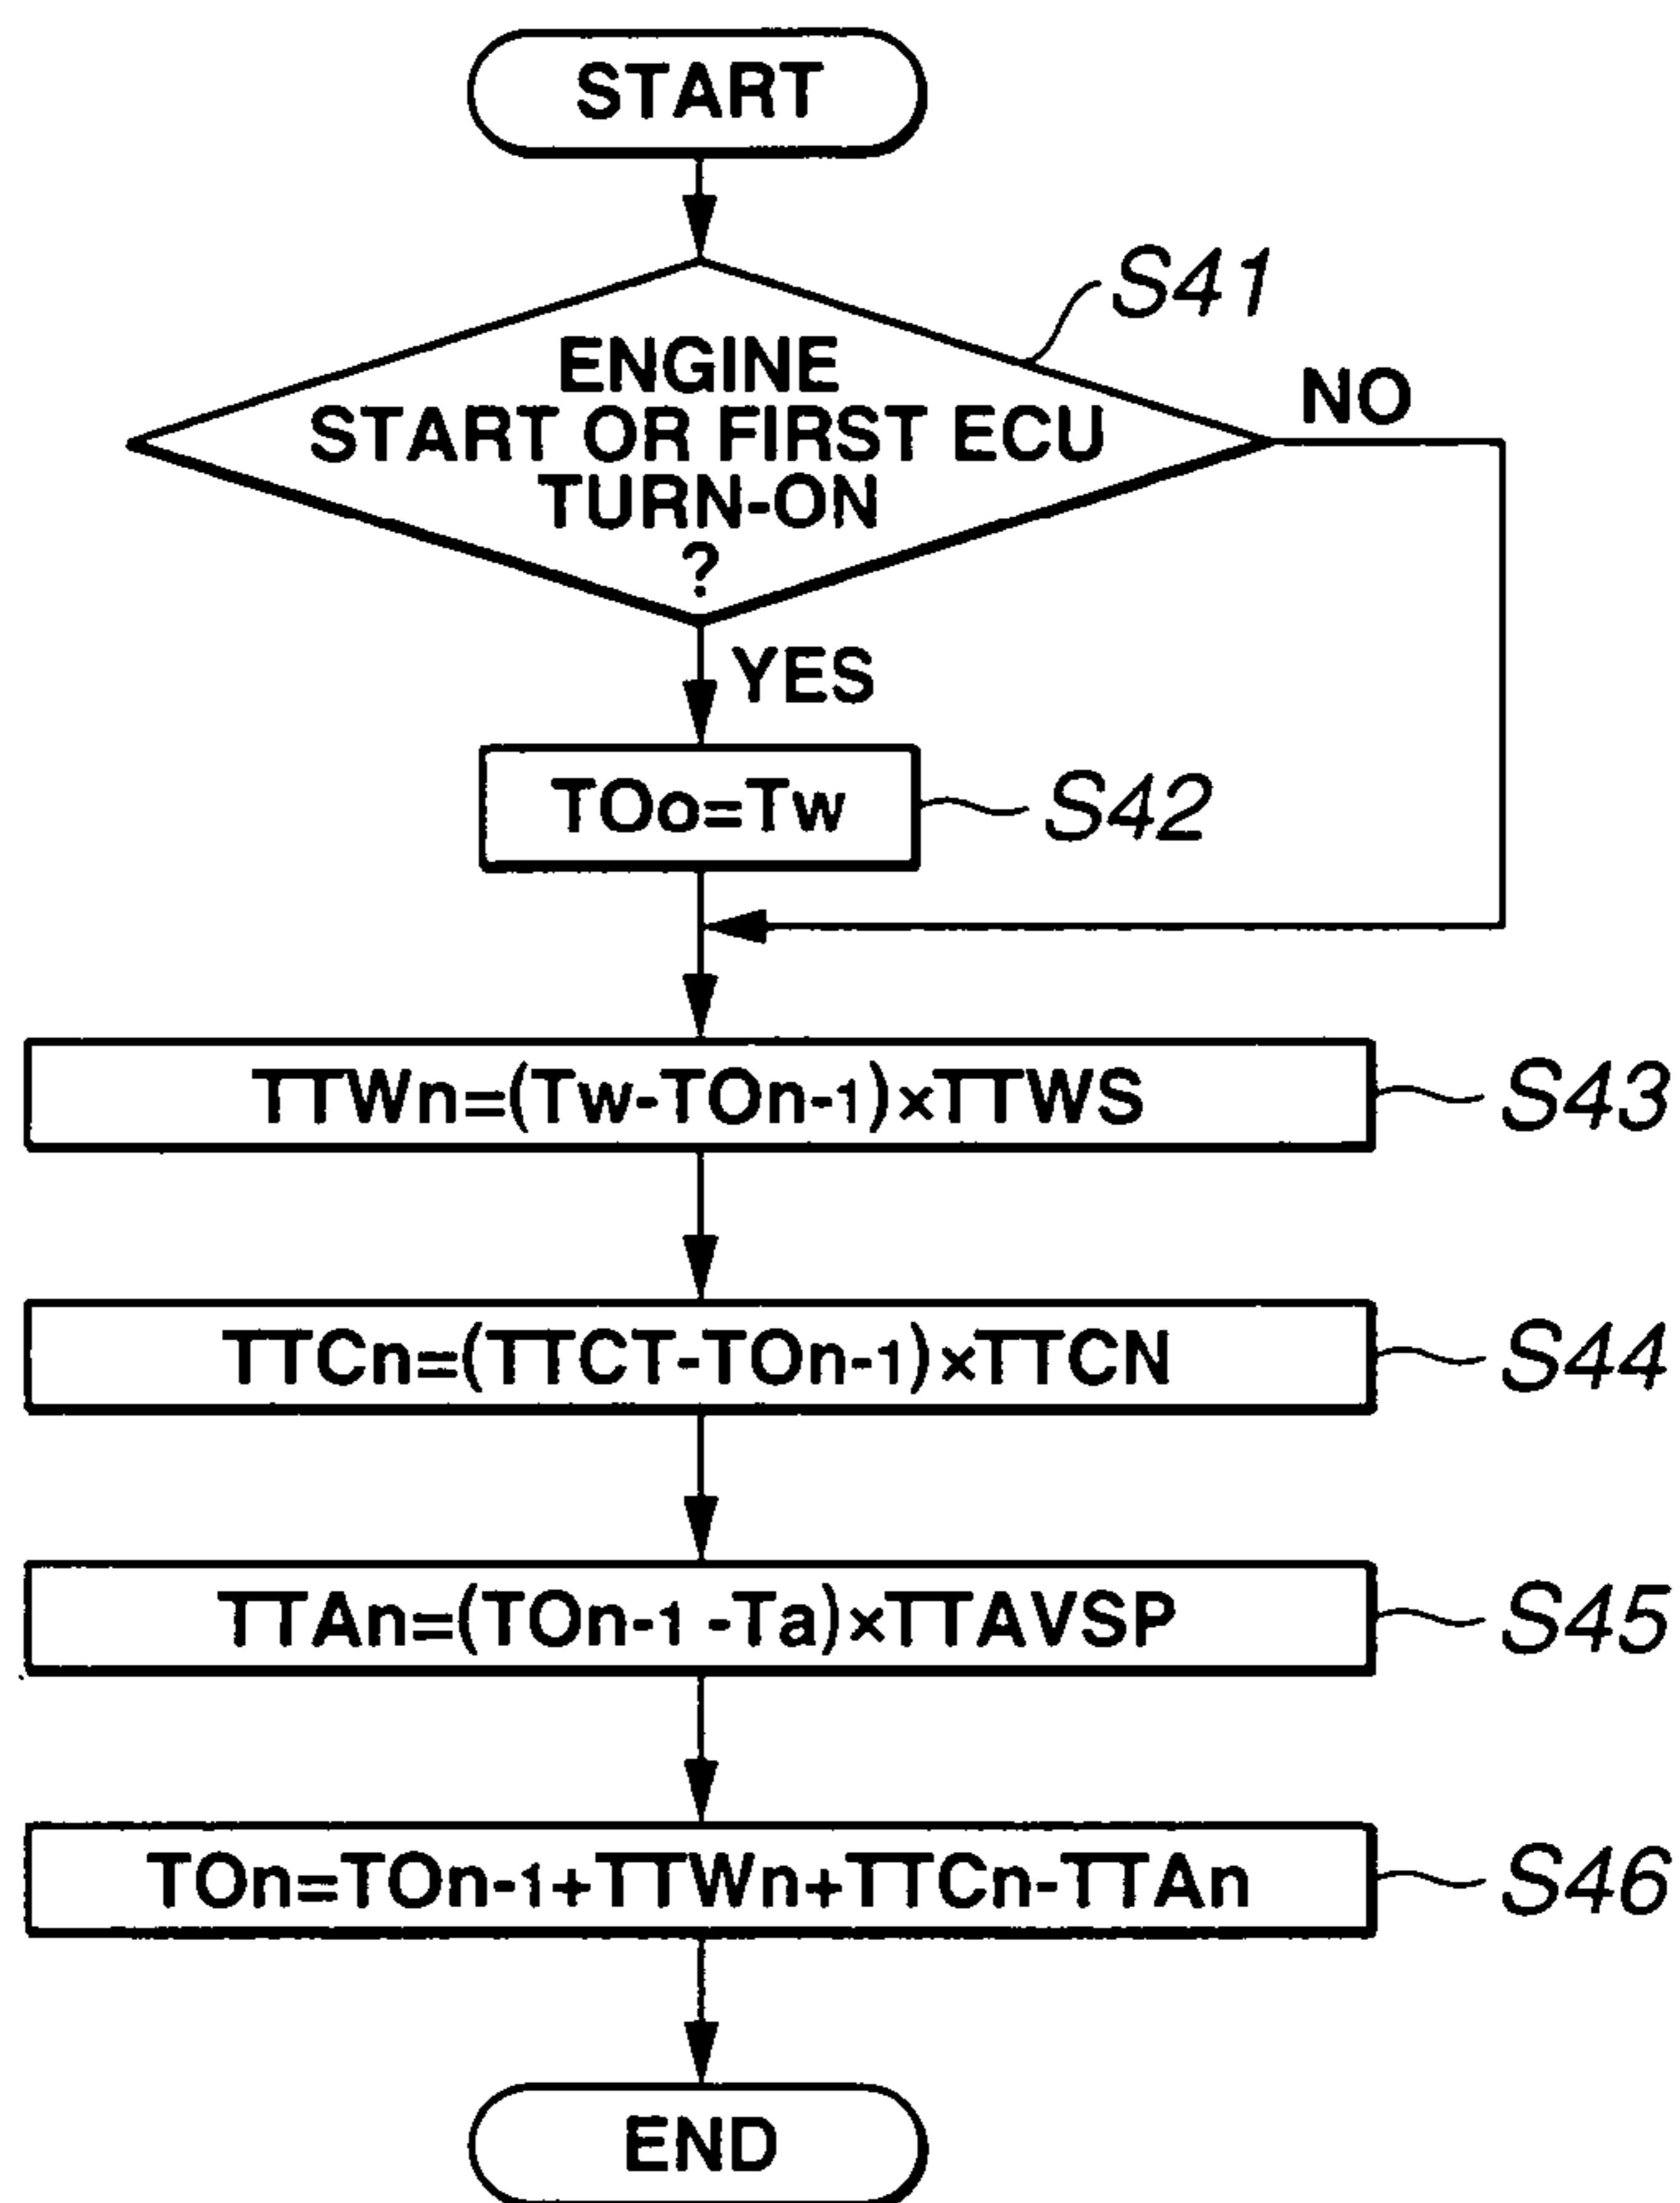 START
S41
ENGINE
START OR FIRST ECU
TURN-ON
?
NO
YES
TOo=Tw
S42
TTWn=(Tw-TOn-1)×TTWS
S43
TTCn=(TTCT-TOn-1)×TTCN
S44
TTAn=(TOn-1 -Ta)×TTAVSP
S45
TOn=TOn-1+TTWn+TTCn-TTAn
S46
END